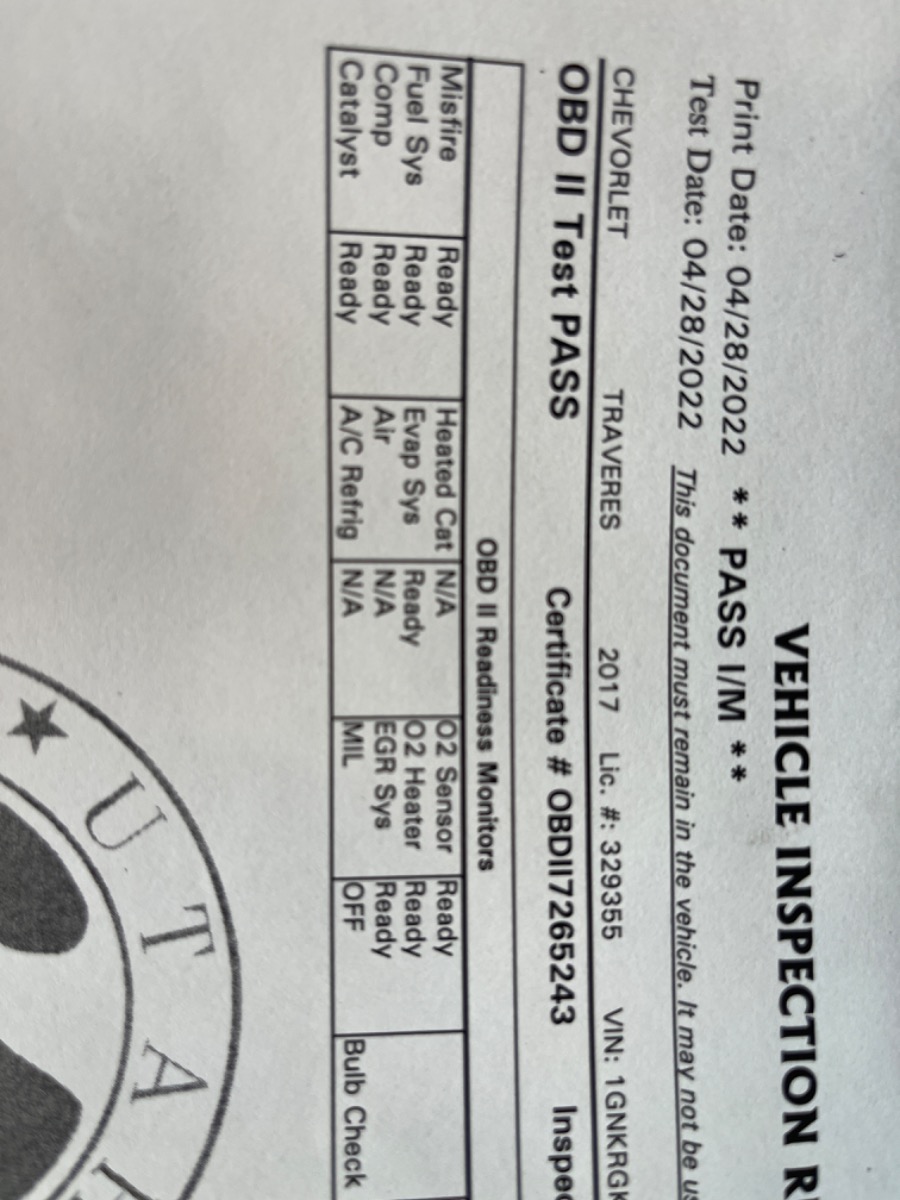 VEHICLE INSPECTION R
Print Date: 04/28/2022 ** PASS I/M **
Test Date: 04/28/2022 This document must remain in the vehicle. It may not be us
CHEVORLET TRAVERES 2017 Lic. #: 329355 VIN: 1GNKRGK
OBD II Test PASS Certificate # OBDII7265243 Inspec
OBD II Readiness Monitors
Misfire Ready Heated Cat N/A O2 Sensor Ready
Fuel Sys Ready Evap Sys Ready O2 Heater Ready
Comp Ready Air N/A EGR Sys Ready
Catalyst Ready A/C Refrig N/A MIL OFF Bulb Check
UTA